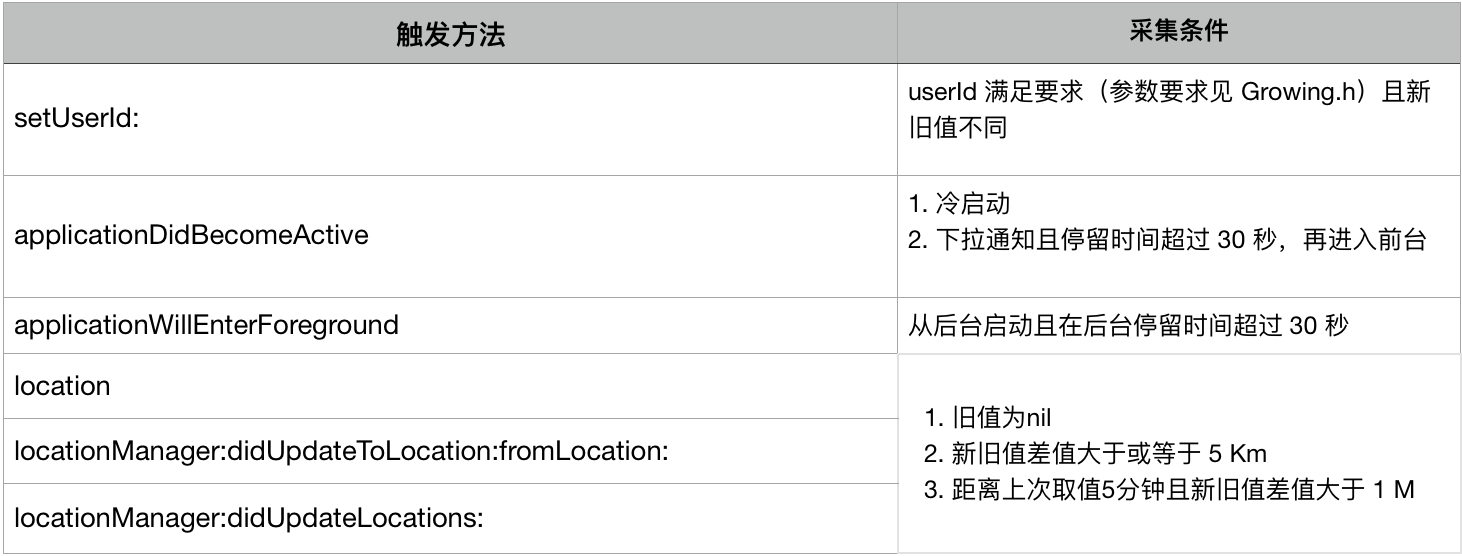 触发方法
采集条件
setUserId:
userId 满足要求（参数要求见 Growing.h）且新
旧值不同
applicationDidBecomeActive
1. 冷启动
2. 下拉通知且停留时间超过 30 秒，再进入前台
applicationWillEnterForeground
从后台启动且在后台停留时间超过 30 秒
location
locationManager:didUpdateToLocation:fromLocation:
locationManager:didUpdateLocations:
1. 旧值为nil
2. 新旧值差值大于或等于 5 Km
3. 距离上次取值5分钟且新旧值差值大于 1 M